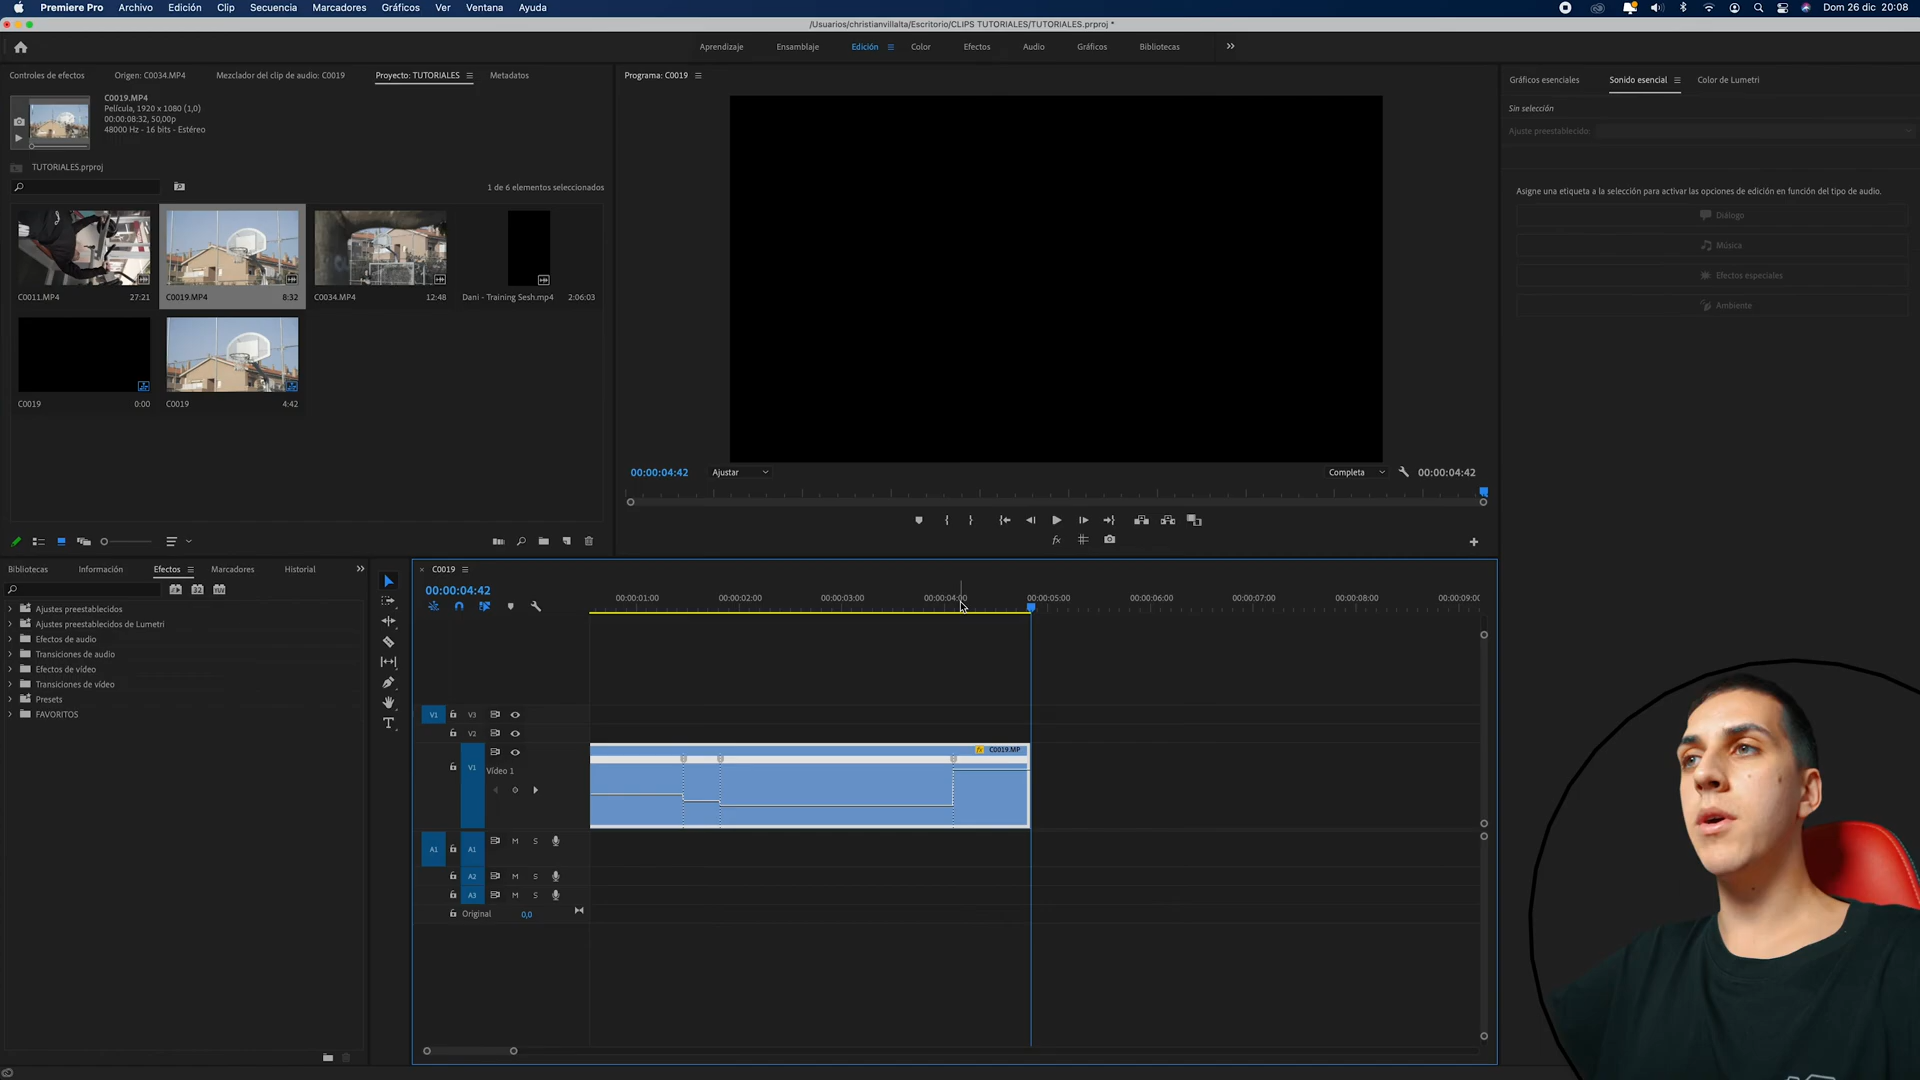 Premiere Pro Archivo Edición Clip Secuencia Marcadores Gráficos Ver Ventana Ayuda Dom 26 dic 20:08
/Usuarios/christianvillalta/Escritorio/CLIPS TUTORIALES/TUTORIALES.prproj *
Aprendizaje Ensamblaje Edición Color Efectos Audio Gráficos Bibliotecas
Controles de efectos Origen: C0034.MP4 Mezclador del clip de audio: C0019 Proyecto: TUTORIALES Metadatos
Programa: C0019
Gráficos esenciales Sonido esencial Color de Lumetri
C0019.MP4
Película, 1920 x 1080 (1,0)
00:00:08:32, 50,00p
48000 Hz - 16 bits - Estéreo
Sin selección
Ajuste preestablecido:
TUTORIALES.prproj
1 de 6 elementos seleccionados
Asigne una etiqueta a la selección para activar las opciones de edición en función del tipo de audio.
Diálogo
Música
Efectos especiales
Ambiente
C0011.MP4 27:21
C0019.MP4 8:32
C0034.MP4 12:48
Dani - Training Sesh.mp4 2:06:03
C0019 0:00
C0019 4:42
00:00:04:42 Ajustar Completa 00:00:04:42
Bibliotecas Información Efectos Marcadores Historial
Ajustes preestablecidos
Ajustes preestablecidos de Lumetri
Efectos de audio
Transiciones de audio
Efectos de vídeo
Transiciones de vídeo
Presets
FAVORITOS
C0019
00:00:04:42
00:00:01:00 00:00:02:00 00:00:03:00 00:00:04:00 00:00:05:00 00:00:06:00 00:00:07:00 00:00:08:00 00:00:09:00
V1 V3
V2
fx C0019.MP
V1 Vídeo 1
A1 A1 M S
A2 M S
A3 M S
Original 0,0